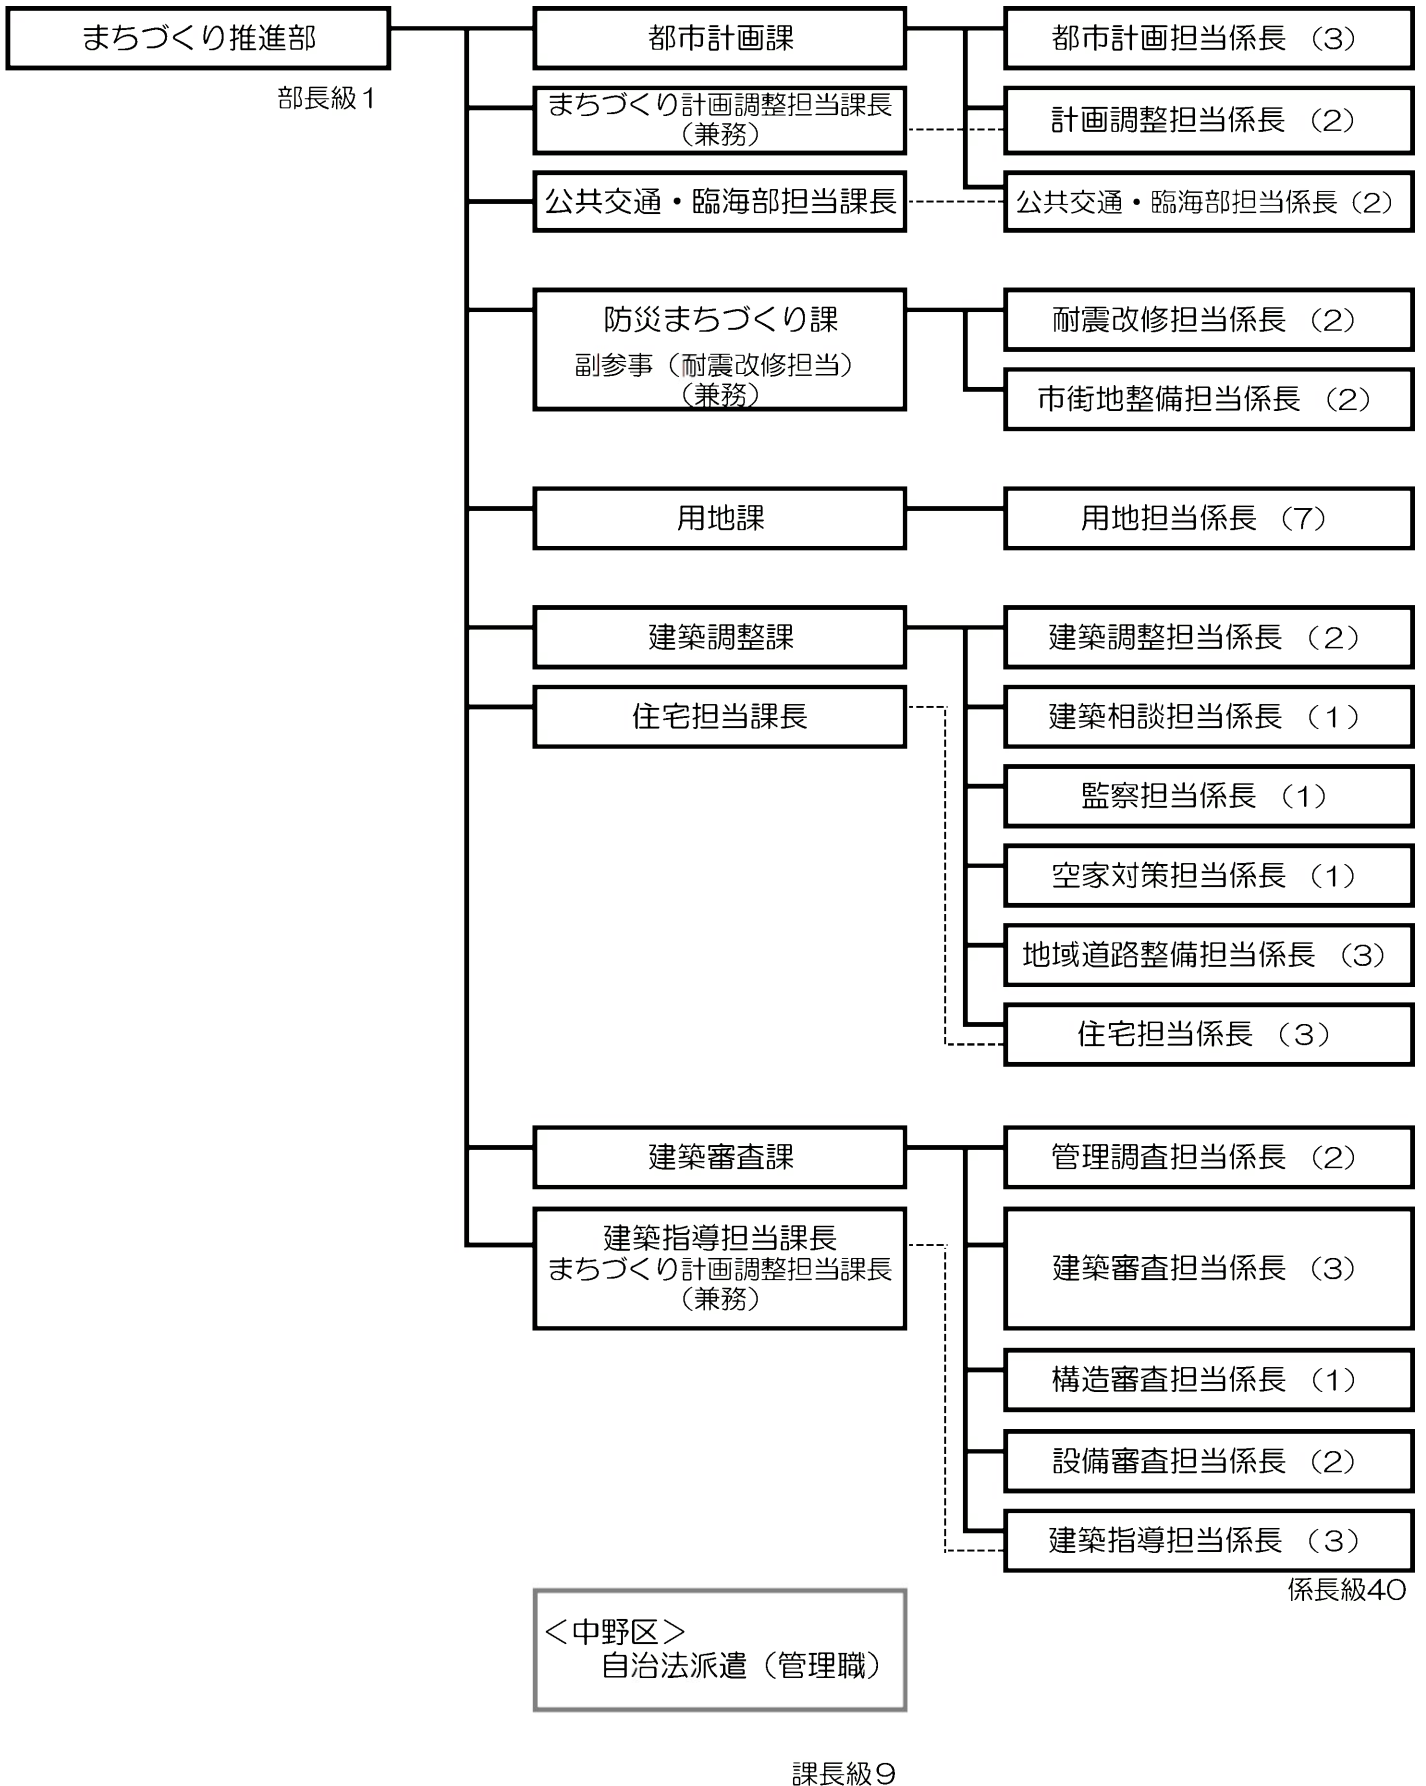 まちづくり推進部
部長級１
都市計画課
都市計画担当係長（3）
まちづくり計画調整担当課長
（兼務）
計画調整担当係長（2）
公共交通・臨海部担当課長
公共交通・臨海部担当係長（2）
防災まちづくり課
副参事（耐震改修担当）
（兼務）
耐震改修担当係長（2）
市街地整備担当係長（2）
用地課
用地担当係長（7）
建築調整課
建築調整担当係長（2）
住宅担当課長
建築相談担当係長（1）
監察担当係長（1）
空家対策担当係長（1）
地域道路整備担当係長（3）
住宅担当係長（3）
建築審査課
管理調査担当係長（2）
建築指導担当課長
まちづくり計画調整担当課長
（兼務）
建築審査担当係長（3）
構造審査担当係長（1）
設備審査担当係長（2）
建築指導担当係長（3）
係長級40
＜中野区＞
自治法派遣（管理職）
課長級９